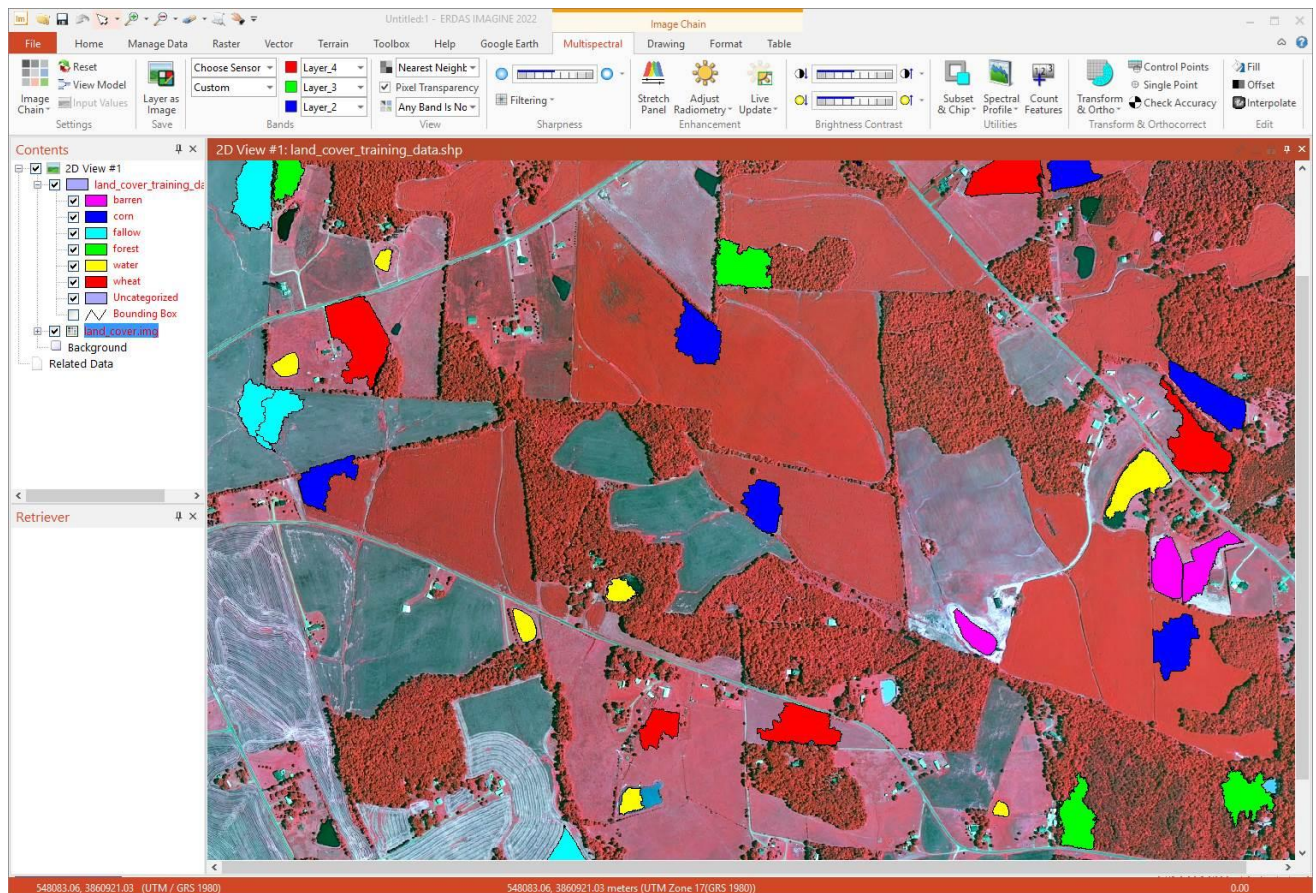 Untitled:1 - ERDAS IMAGINE 2022
Image Chain
File Home Manage Data Raster Vector Terrain Toolbox Help Google Earth Multispectral Drawing Format Table
Image Chain
Reset
View Model
Input Values
Settings
Layer as Image
Save
Choose Sensor
Custom
Layer_4
Layer_3
Layer_2
Bands
Nearest Neight
Pixel Transparency
Any Band Is No
View
Filtering
Sharpness
Stretch Panel
Adjust Radiometry
Live Update
Enhancement
Brightness Contrast
Subset & Chip
Spectral Profile
Count Features
Utilities
Transform & Ortho
Control Points
Single Point
Check Accuracy
Transform & Orthocorrect
Fill
Offset
Interpolate
Edit
Contents
2D View #1
land_cover_training_da
barren
corn
fallow
forest
water
wheat
Uncategorized
Bounding Box
land_cover.img
Background
Related Data
Retriever
2D View #1: land_cover_training_data.shp
548083.06, 3860921.03 (UTM / GRS 1980)
548083.06, 3860921.03 meters (UTM Zone 17(GRS 1980))
0.00